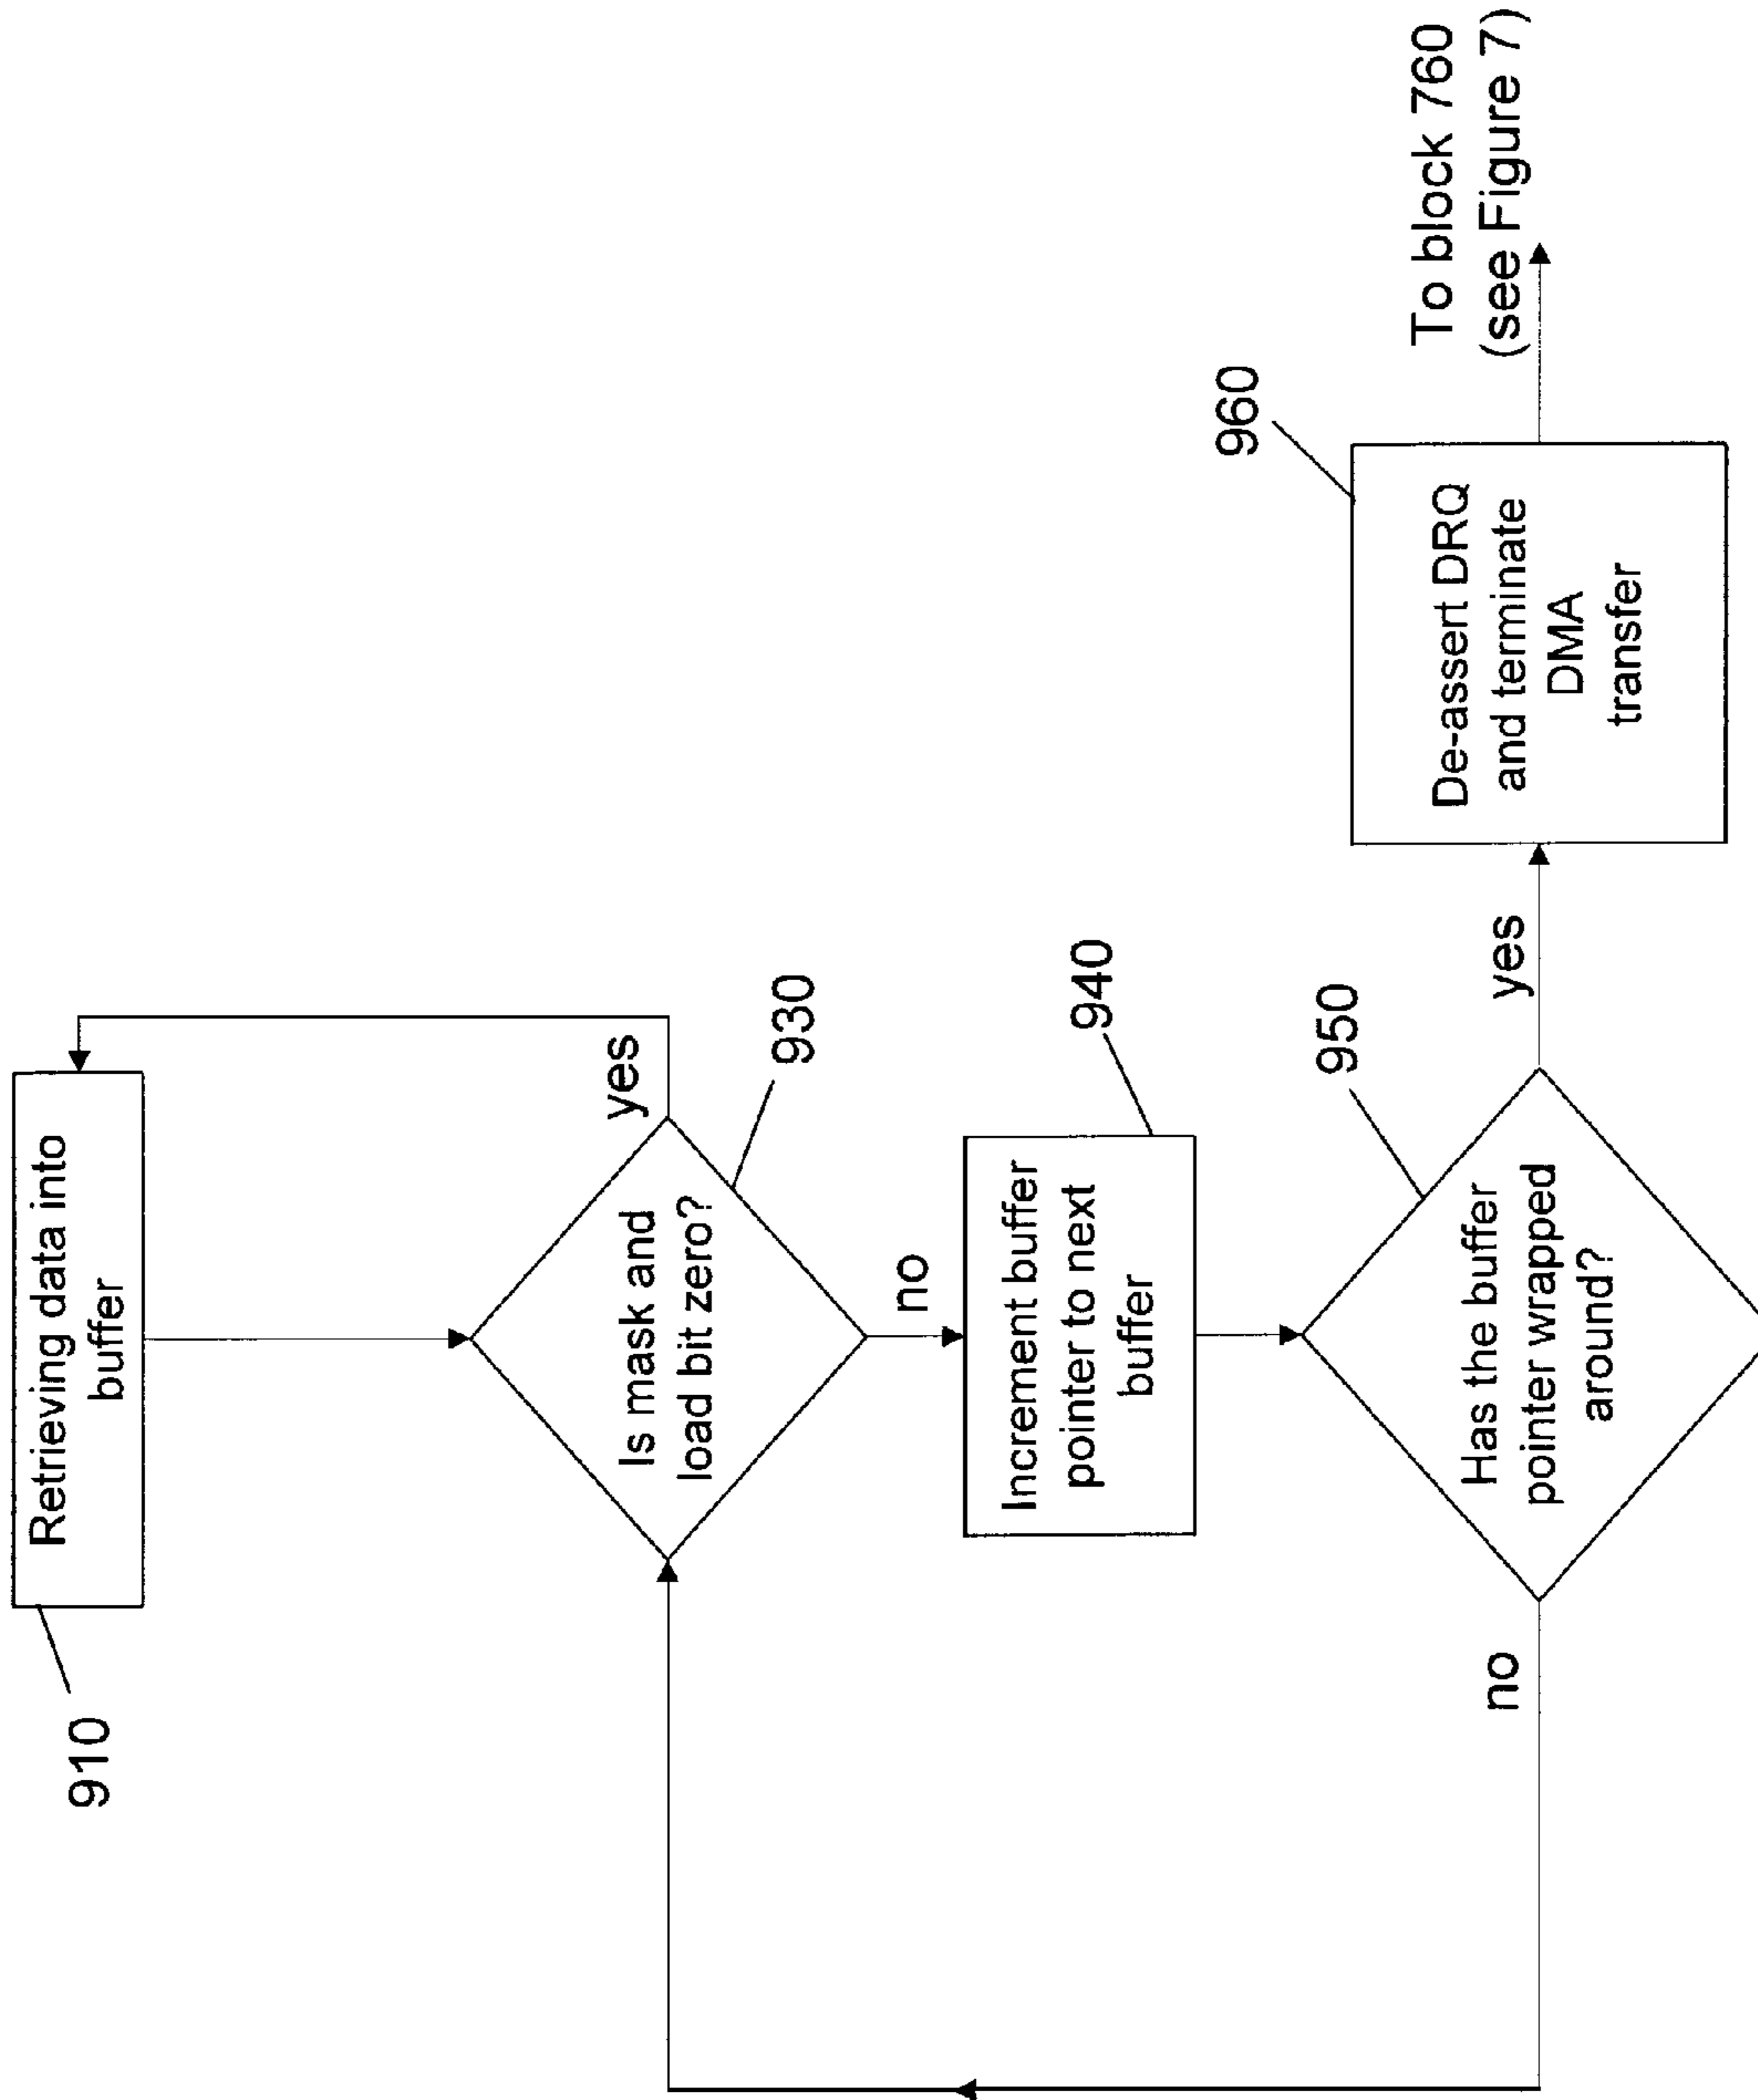 910
Retrieving data into
buffer
yes
Is mask and
load bit zero?
930
no
Increment buffer
pointer to next
buffer
940
Has the buffer
pointer wrapped
around?
950
no
yes
De-assert DRQ
and terminate
DMA
transfer
960
To block 760
(see Figure 7)